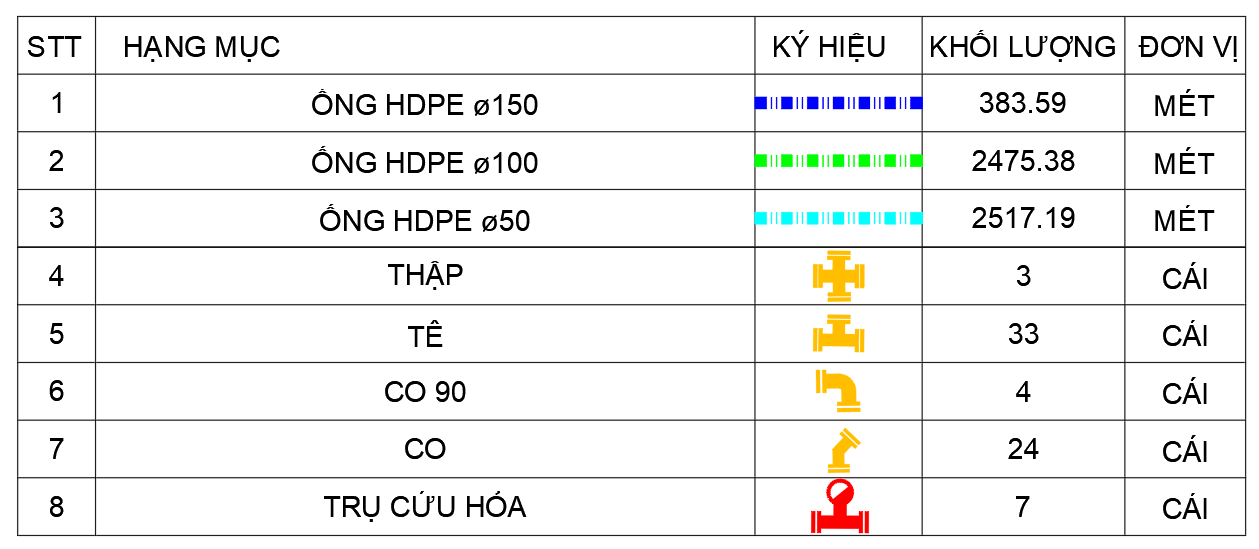 STT HẠNG MỤC KÝ HIỆU KHỐI LƯỢNG ĐƠN VỊ
1 ỐNG HDPE ø150 383.59 MÉT
2 ỐNG HDPE ø100 2475.38 MÉT
3 ỐNG HDPE ø50 2517.19 MÉT
4 THẬP 3 CÁI
5 TÊ 33 CÁI
6 CO 90 4 CÁI
7 CO 24 CÁI
8 TRỤ CỨU HÓA 7 CÁI